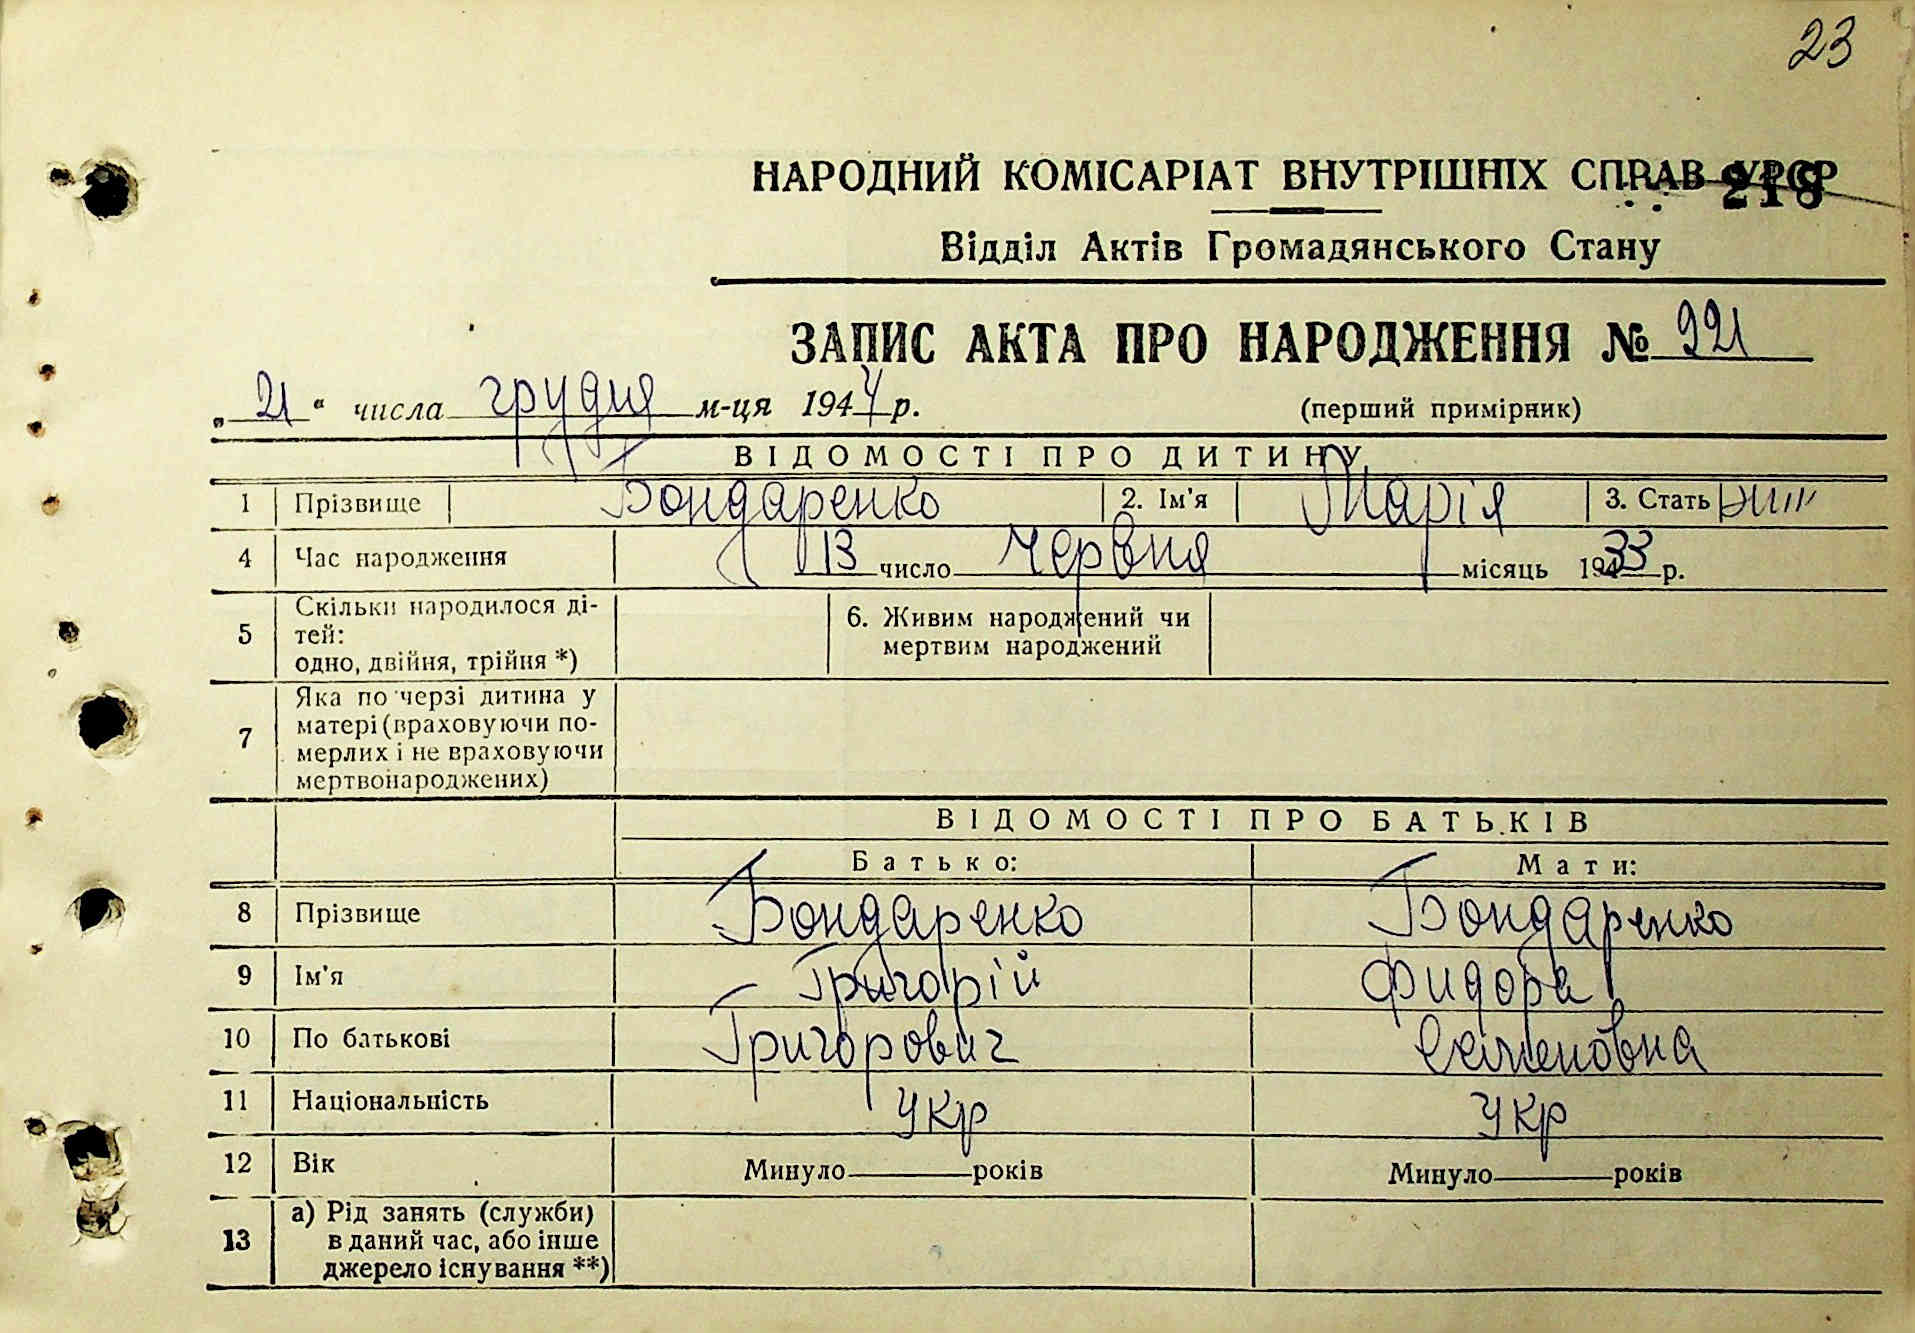 23
НАРОДНИЙ КОМІСАРІАТ ВНУТРІШНІХ СПРАВ УРСР
218
Відділ Актів Громадянського Стану
ЗАПИС АКТА ПРО НАРОДЖЕННЯ № 921
„21“ числа грудня м-ця 1944 р.
(перший примірник)
ВІДОМОСТІ ПРО ДИТИНУ
1 Прізвище Бондаренко 2. Ім'я Марія 3. Стать жін
4 Час народження 13 число Червня місяць 1933 р.
5 Скільки народилося ді-
тей:
одно, двійня, трійня *)
6. Живим народжений чи
мертвим народжений
7 Яка по черзі дитина у
матері (враховуючи по-
мерлих і не враховуючи
мертвонароджених)
ВІДОМОСТІ ПРО БАТЬКІВ
Батько: Мати:
8 Прізвище Бондаренко Бондаренко
9 Ім'я Григорій Фидора
10 По батькові Григорович Семеновна
11 Національність Укр Укр
12 Вік Минуло років Минуло років
13 а) Рід занять (служби)
в даний час, або інше
джерело існування **)